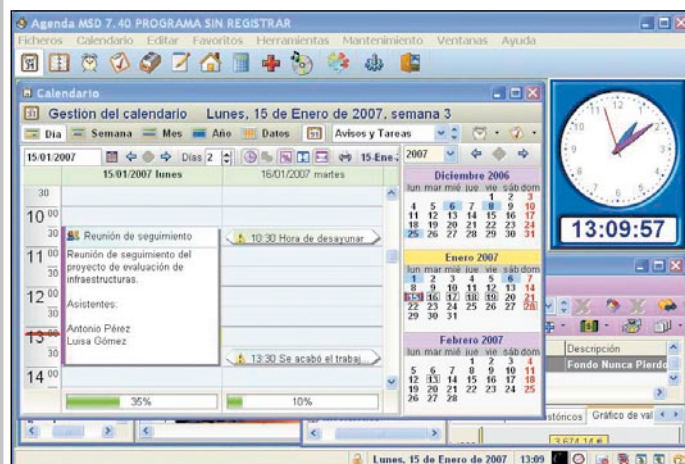 Agenda MSD 7.40 PROGRAMA SIN REGISTRAR
Ficheros Calendario Editar Favoritos Herramientas Mantenimiento Ventanas Ayuda
Calendario
Gestión del calendario Lunes, 15 de Enero de 2007, semana 3
Día Semana Mes Año Datos Avisos y Tareas
15/01/2007 Días 2 15-Ene- 2007
15/01/2007 lunes 16/01/2007 martes
30
10 00
30
11 00
30
12 00
30
13 00
30
14 00
Reunión de seguimiento
Reunión de seguimiento del
proyecto de evaluación de
infraestructuras.
Asistentes:
Antonio Pérez
Luisa Gómez
10:30 Hora de desayunar
13:30 Se acabó el trabaj...
35% 10%
Diciembre 2006
lun mar mié jue vie sáb dom
1 2 3
4 5 6 7 8 9 10
11 12 13 14 15 16 17
18 19 20 21 22 23 24
25 26 27 28 29 30 31
Enero 2007
lun mar mié jue vie sáb dom
1 2 3 4 5 6 7
8 9 10 11 12 13 14
15 16 17 18 19 20 21
22 23 24 25 26 27 28
29 30 31
Febrero 2007
lun mar mié jue vie sáb dom
1 2 3 4
5 6 7 8 9 10 11
12 13 14 15 16 17 18
19 20 21 22 23 24 25
26 27 28
13:09:57
Descripción
Fondo Nunca Pierdo
stóricos Gráfico de val
3.674,14 €
Lunes, 15 de Enero de 2007 13:09